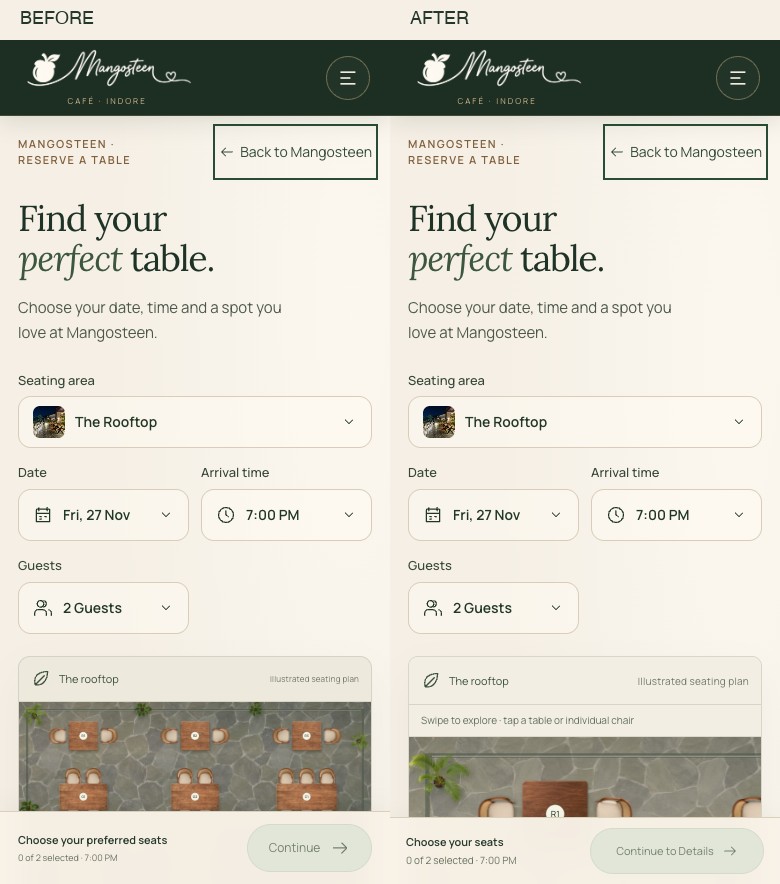 BEFORE
Mangosteen
CAFÉ · INDORE
MANGOSTEEN ·
RESERVE A TABLE
← Back to Mangosteen
Find your
perfect table.
Choose your date, time and a spot you
love at Mangosteen.
Seating area
The Rooftop
Date
Arrival time
Fri, 27 Nov
7:00 PM
Guests
2 Guests
The rooftop
Illustrated seating plan
Choose your preferred seats
0 of 2 selected · 7:00 PM
Continue →
AFTER
Mangosteen
CAFÉ · INDORE
MANGOSTEEN ·
RESERVE A TABLE
← Back to Mangosteen
Find your
perfect table.
Choose your date, time and a spot you
love at Mangosteen.
Seating area
The Rooftop
Date
Arrival time
Fri, 27 Nov
7:00 PM
Guests
2 Guests
The rooftop
Illustrated seating plan
Swipe to explore · tap a table or individual chair
R1
Choose your seats
0 of 2 selected · 7:00 PM
Continue to Details →